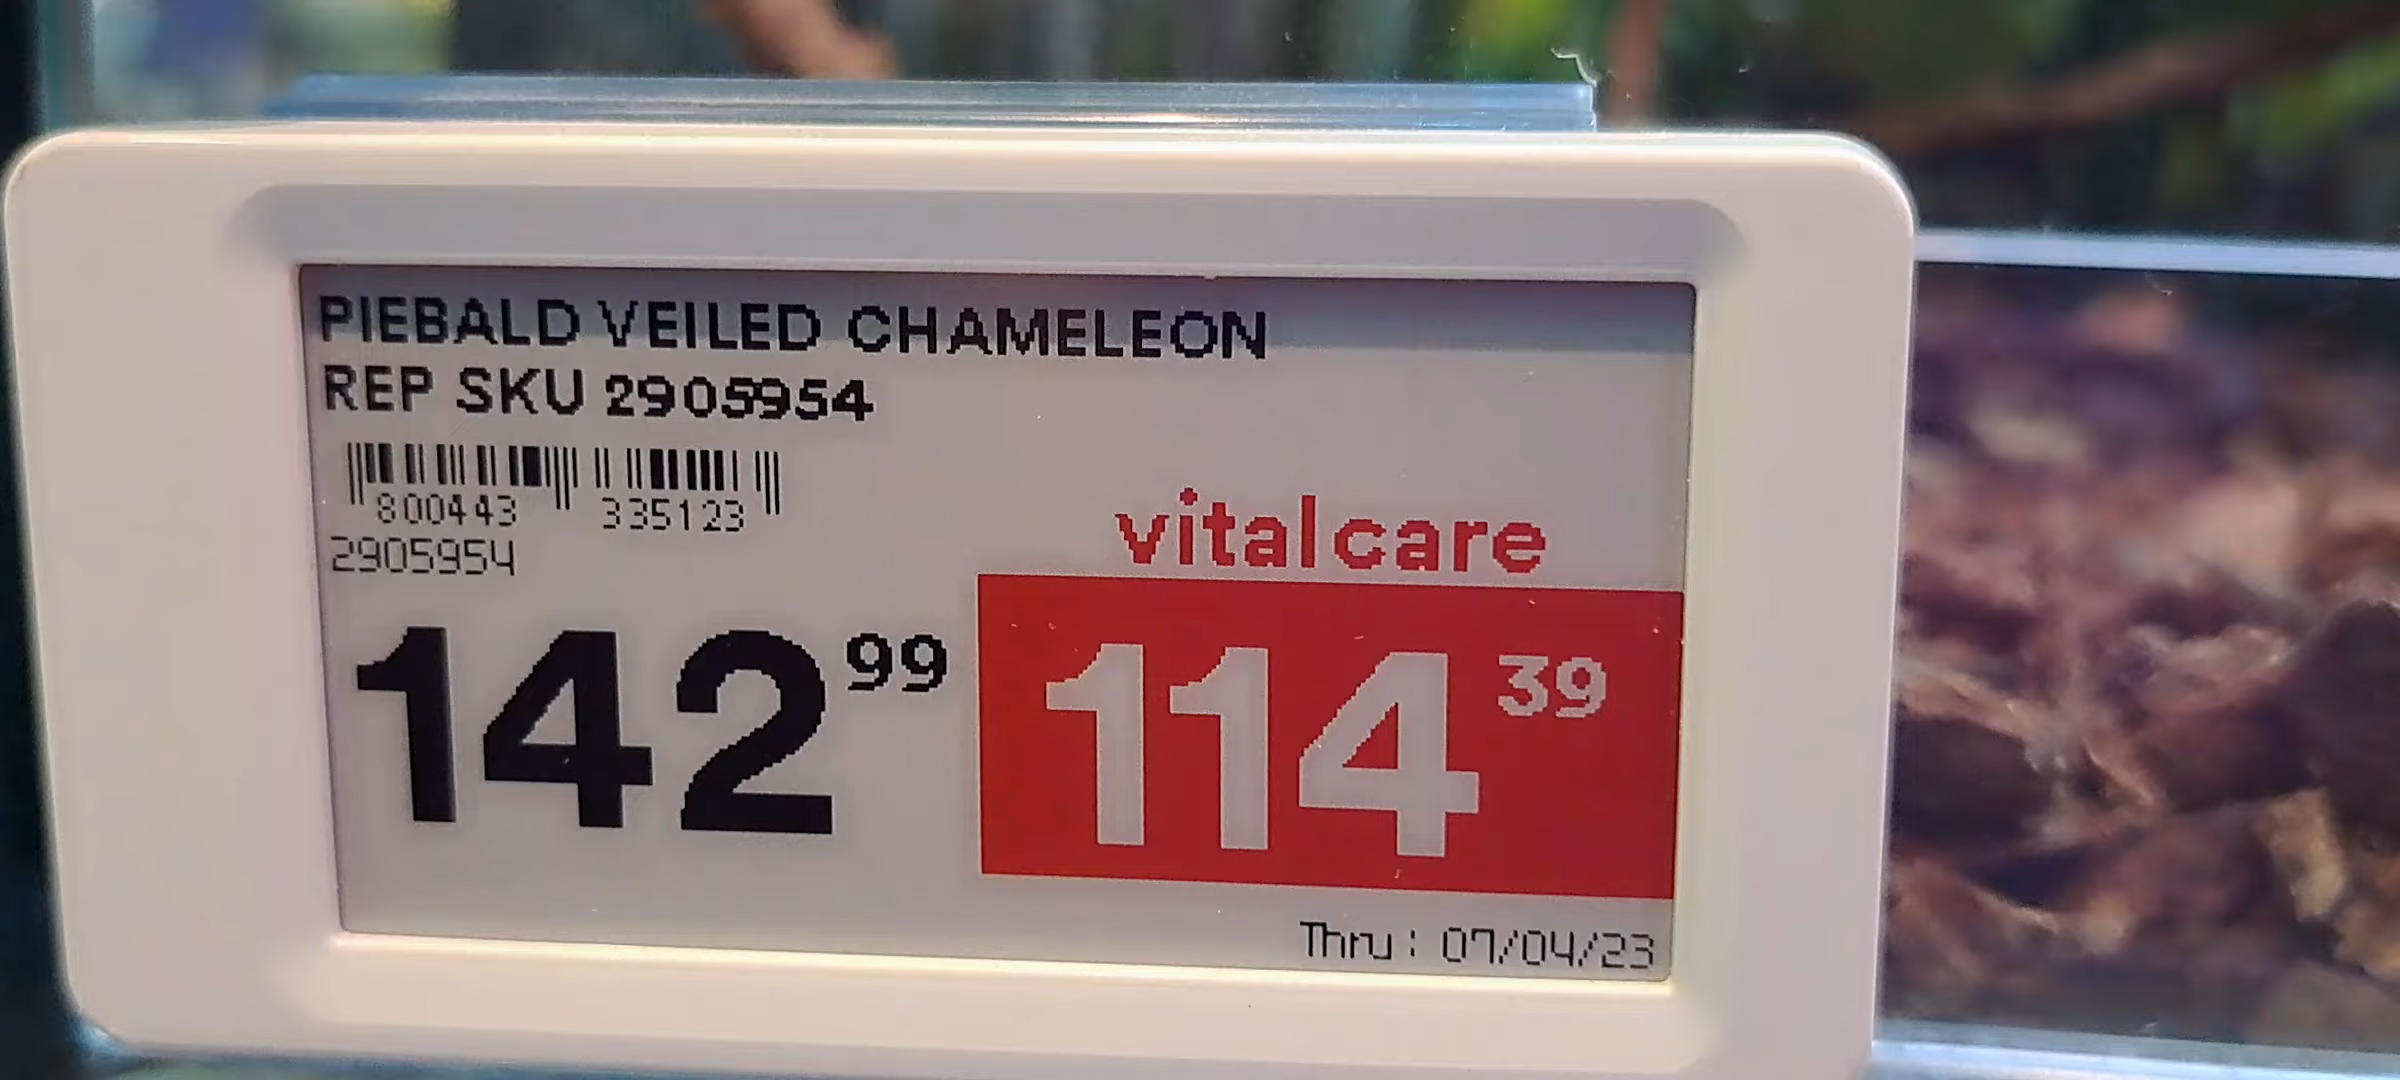 PIEBALD VEILED CHAMELEON
REP SKU 2905954
800443 335123
2905954
vitalcare
142 99
114 39
Thru: 07/04/23